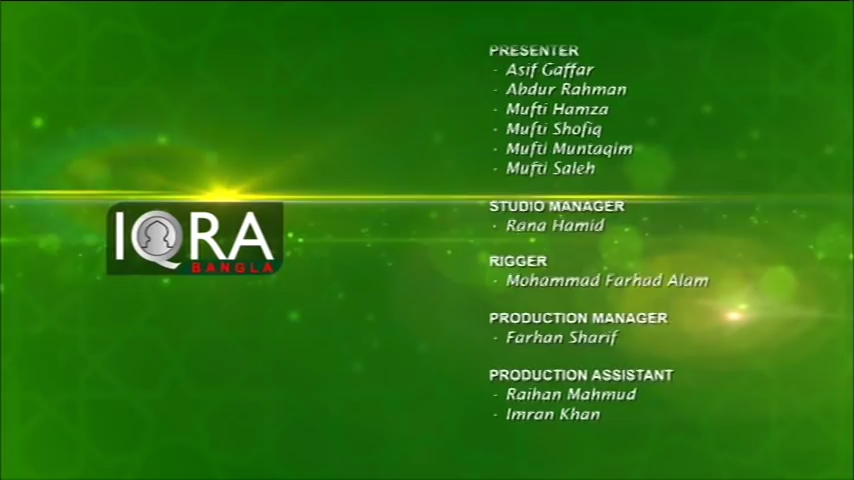 IQRA
BANGLA
PRESENTER
- Asif Gaffar
- Abdur Rahman
- Mufti Hamza
- Mufti Shofiq
- Mufti Muntaqim
- Mufti Saleh
STUDIO MANAGER
- Rana Hamid
RIGGER
- Mohammad Farhad Alam
PRODUCTION MANAGER
- Farhan Sharif
PRODUCTION ASSISTANT
- Raihan Mahmud
- Imran Khan